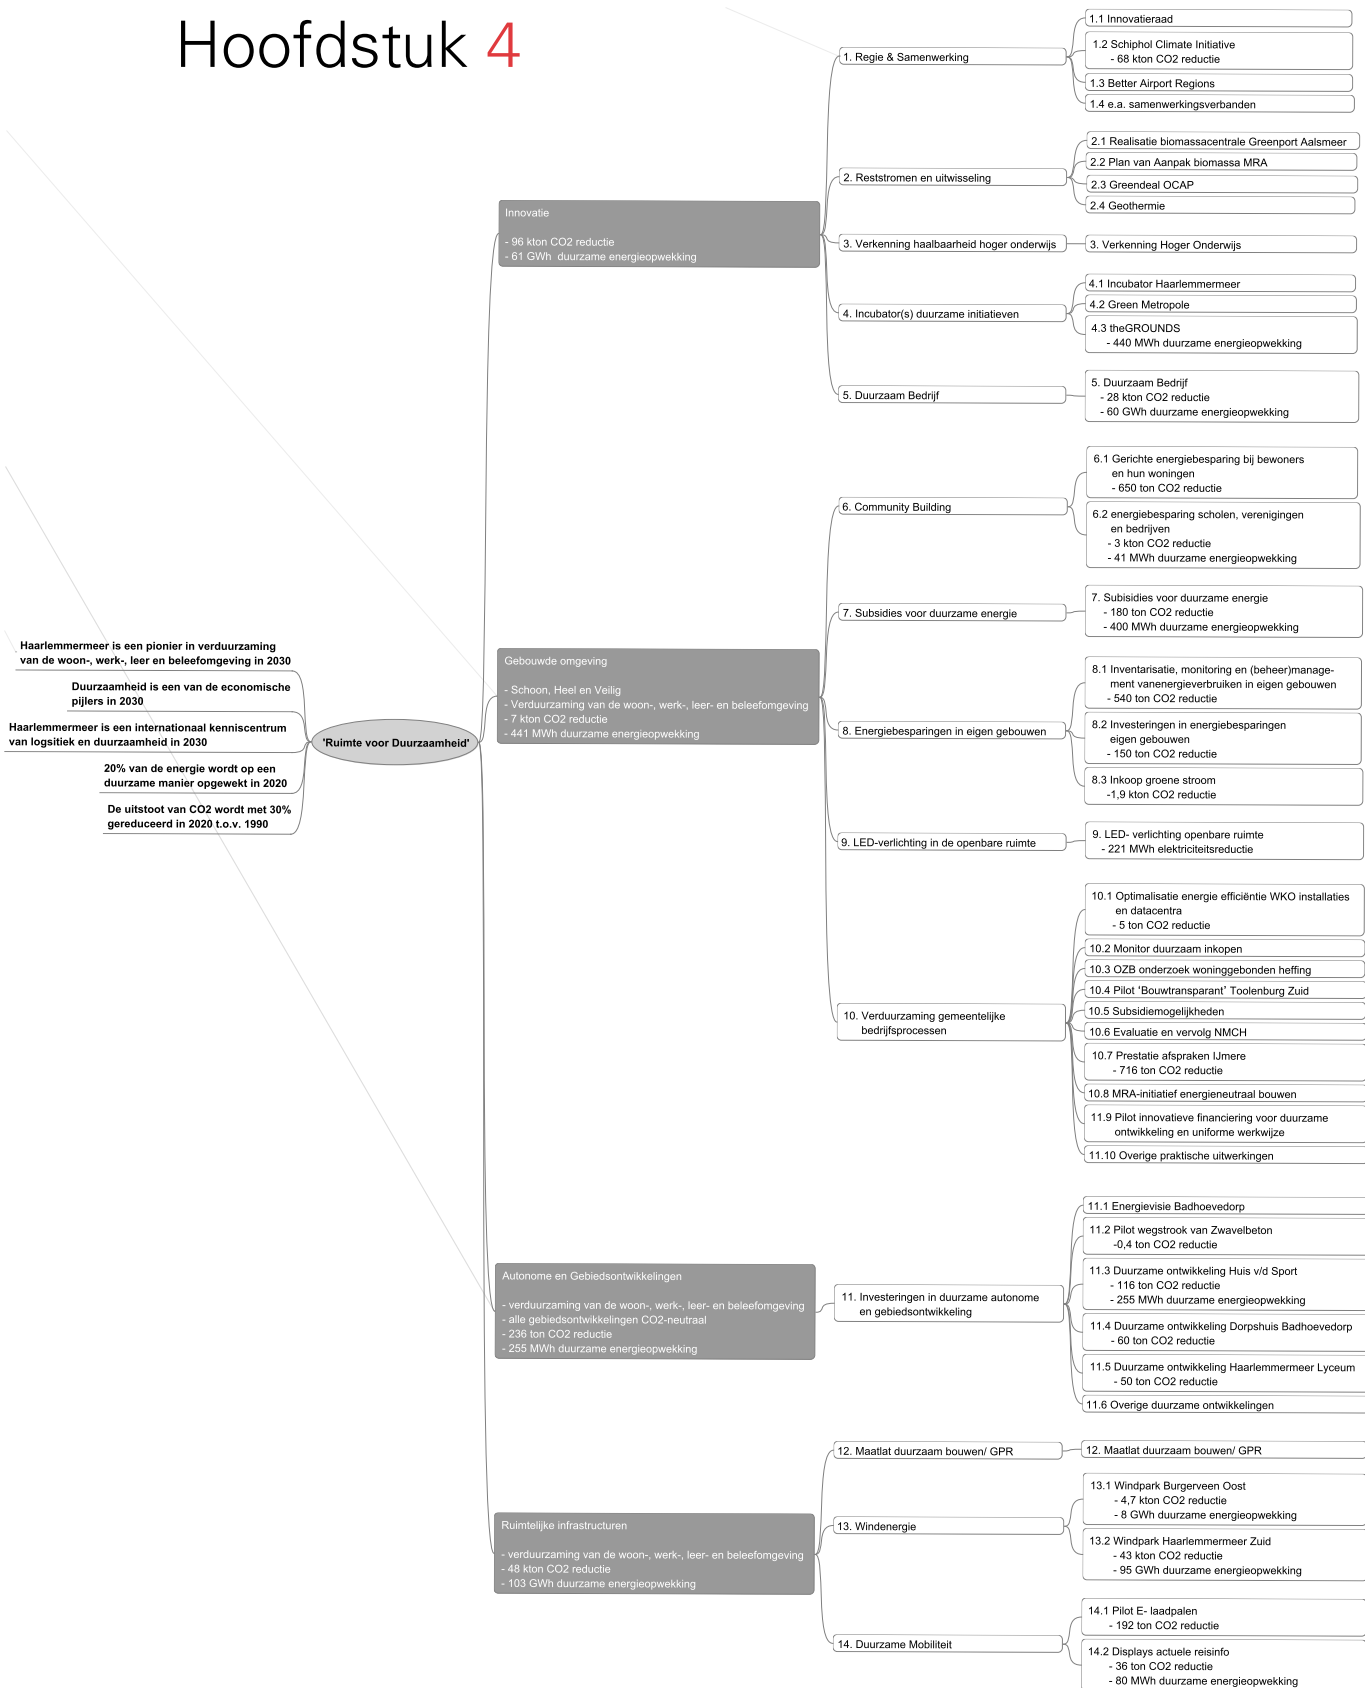 Hoofdstuk 4
Haarlemmermeer is een pionier in verduurzaming
van de woon-, werk-, leer en beleefomgeving in 2030
Duurzaamheid is een van de economische
pijlers in 2030
Haarlemmermeer is een internationaal kenniscentrum
van logsitiek en duurzaamheid in 2030
20% van de energie wordt op een
duurzame manier opgewekt in 2020
De uitstoot van CO2 wordt met 30%
gereduceerd in 2020 t.o.v. 1990
'Ruimte voor Duurzaamheid'
Innovatie
- 96 kton CO2 reductie
- 61 GWh duurzame energieopwekking
1. Regie & Samenwerking
1.1 Innovatieraad
1.2 Schiphol Climate Initiative
- 68 kton CO2 reductie
1.3 Better Airport Regions
1.4 e.a. samenwerkingsverbanden
2. Reststromen en uitwisseling
2.1 Realisatie biomassacentrale Greenport Aalsmeer
2.2 Plan van Aanpak biomassa MRA
2.3 Greendeal OCAP
2.4 Geothermie
3. Verkenning haalbaarheid hoger onderwijs
3. Verkenning Hoger Onderwijs
4. Incubator(s) duurzame initiatieven
4.1 Incubator Haarlemmermeer
4.2 Green Metropole
4.3 theGROUNDS
- 440 MWh duurzame energieopwekking
5. Duurzaam Bedrijf
5. Duurzaam Bedrijf
- 28 kton CO2 reductie
- 60 GWh duurzame energieopwekking
Gebouwde omgeving
- Schoon, Heel en Veilig
- Verduurzaming van de woon-, werk-, leer- en beleefomgeving
- 7 kton CO2 reductie
- 441 MWh duurzame energieopwekking
6. Community Building
6.1 Gerichte energiebesparing bij bewoners
en hun woningen
- 650 ton CO2 reductie
6.2 energiebesparing scholen, verenigingen
en bedrijven
- 3 kton CO2 reductie
- 41 MWh duurzame energieopwekking
7. Subsidies voor duurzame energie
7. Subisidies voor duurzame energie
- 180 ton CO2 reductie
- 400 MWh duurzame energieopwekking
8. Energiebesparingen in eigen gebouwen
8.1 Inventarisatie, monitoring en (beheer)manage-
ment vanenergieverbruiken in eigen gebouwen
- 540 ton CO2 reductie
8.2 Investeringen in energiebesparingen
eigen gebouwen
- 150 ton CO2 reductie
8.3 Inkoop groene stroom
-1,9 kton CO2 reductie
9. LED-verlichting in de openbare ruimte
9. LED- verlichting openbare ruimte
- 221 MWh elektriciteitsreductie
10. Verduurzaming gemeentelijke
bedrijfsprocessen
10.1 Optimalisatie energie efficiëntie WKO installaties
en datacentra
- 5 ton CO2 reductie
10.2 Monitor duurzaam inkopen
10.3 OZB onderzoek woninggebonden heffing
10.4 Pilot ‘Bouwtransparant’ Toolenburg Zuid
10.5 Subsidiemogelijkheden
10.6 Evaluatie en vervolg NMCH
10.7 Prestatie afspraken IJmere
- 716 ton CO2 reductie
10.8 MRA-initiatief energieneutraal bouwen
11.9 Pilot innovatieve financiering voor duurzame
ontwikkeling en uniforme werkwijze
11.10 Overige praktische uitwerkingen
Autonome en Gebiedsontwikkelingen
- verduurzaming van de woon-, werk-, leer- en beleefomgeving
- alle gebiedsontwikkelingen CO2-neutraal
- 236 ton CO2 reductie
- 255 MWh duurzame energieopwekking
11. Investeringen in duurzame autonome
en gebiedsontwikkeling
11.1 Energievisie Badhoevedorp
11.2 Pilot wegstrook van Zwavelbeton
-0,4 ton CO2 reductie
11.3 Duurzame ontwikkeling Huis v/d Sport
- 116 ton CO2 reductie
- 255 MWh duurzame energieopwekking
11.4 Duurzame ontwikkeling Dorpshuis Badhoevedorp
- 60 ton CO2 reductie
11.5 Duurzame ontwikkeling Haarlemmermeer Lyceum
- 50 ton CO2 reductie
11.6 Overige duurzame ontwikkelingen
Ruimtelijke infrastructuren
- verduurzaming van de woon-, werk-, leer- en beleefomgeving
- 48 kton CO2 reductie
- 103 GWh duurzame energieopwekking
12. Maatlat duurzaam bouwen/ GPR
12. Maatlat duurzaam bouwen/ GPR
13. Windenergie
13.1 Windpark Burgerveen Oost
- 4,7 kton CO2 reductie
- 8 GWh duurzame energieopwekking
13.2 Windpark Haarlemmermeer Zuid
- 43 kton CO2 reductie
- 95 GWh duurzame energieopwekking
14. Duurzame Mobiliteit
14.1 Pilot E- laadpalen
- 192 ton CO2 reductie
14.2 Displays actuele reisinfo
- 36 ton CO2 reductie
- 80 MWh duurzame energieopwekking